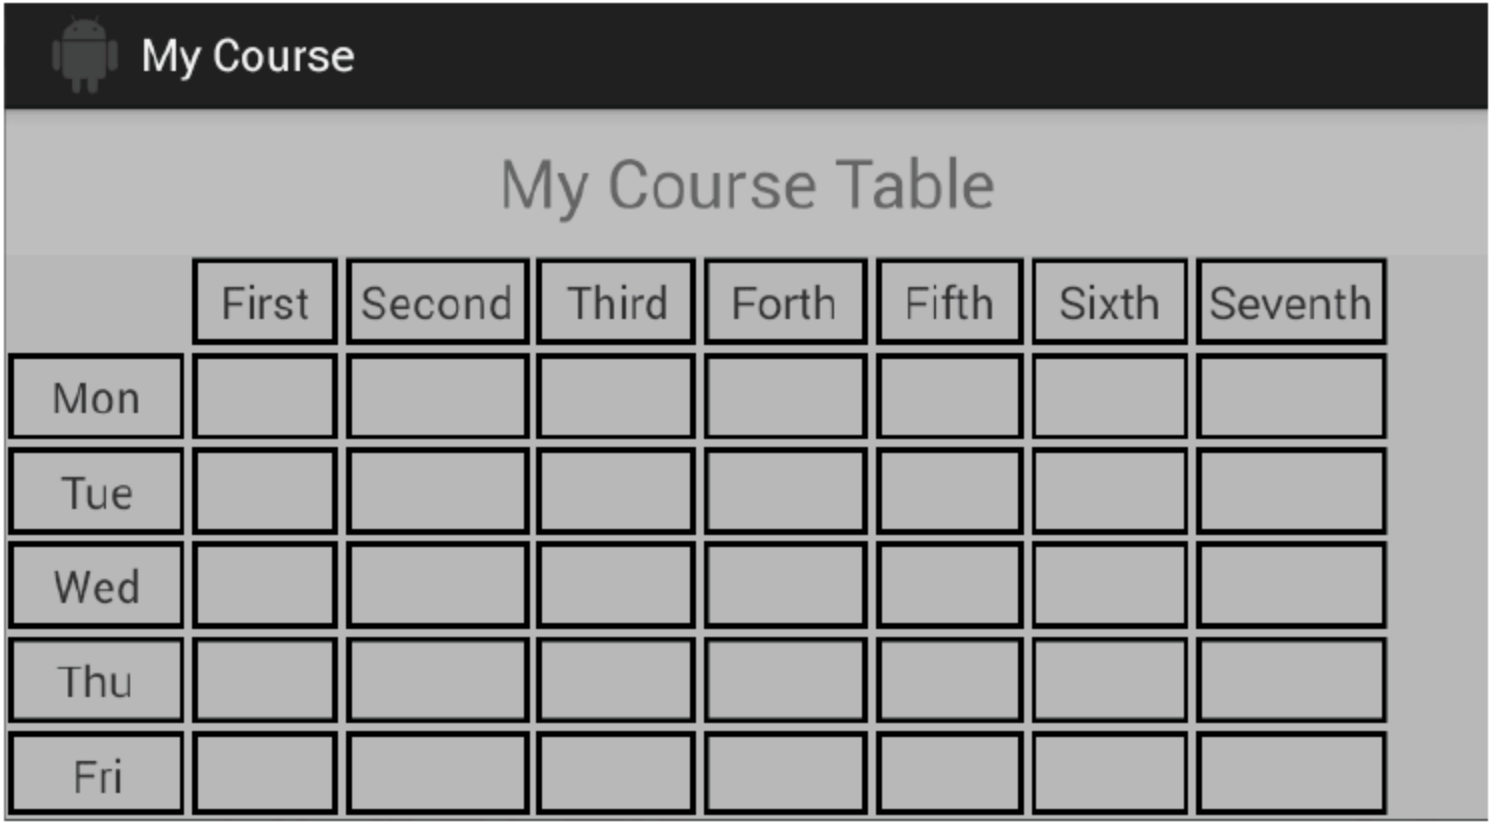 My Course
My Course Table
First Second Third Forth Fifth Sixth Seventh
Mon
Tue
Wed
Thu
Fri